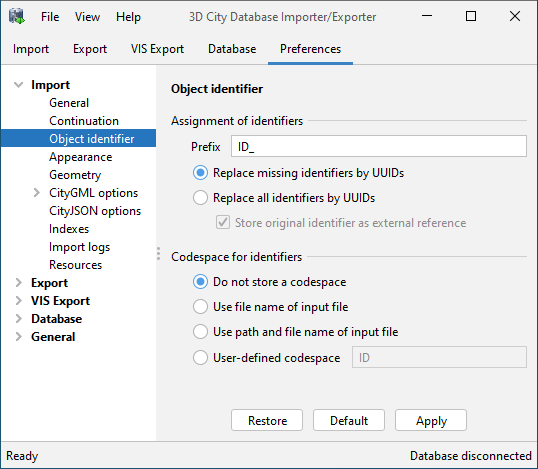 3D City Database Importer/Exporter
File View Window Help
Import Export VIS Export Database Preferences
Import
General
Continuation
Object identifier
Appearance
Geometry
CityGML options
CityJSON options
Indexes
Import logs
Resources
Export
VIS Export
Database
General
Object identifier
Assignment of identifiers
Prefix ID_
Replace missing identifiers by UUIDs
Replace all identifiers by UUIDs
Store original identifier as external reference
Codespace for identifiers
Do not store a codespace
Use file name of input file
Use path and file name of input file
User-defined codespace ID
Restore Default Apply
Ready Database disconnected